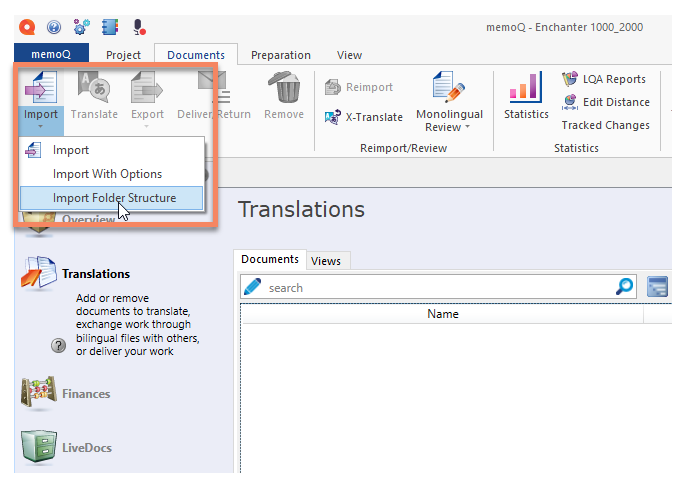 memoQ - Enchanter 1000_2000
memoQ Project Documents Preparation View
Import Translate Export Deliver/Return Remove
Reimport
X-Translate
Monolingual
Review
Reimport/Review
Statistics
LQA Reports
Edit Distance
Tracked Changes
Statistics
Import
Import With Options
Import Folder Structure
Overview
Translations
Add or remove
documents to translate,
exchange work through
bilingual files with others,
or deliver your work
Finances
LiveDocs
Translations
Documents Views
search
Name